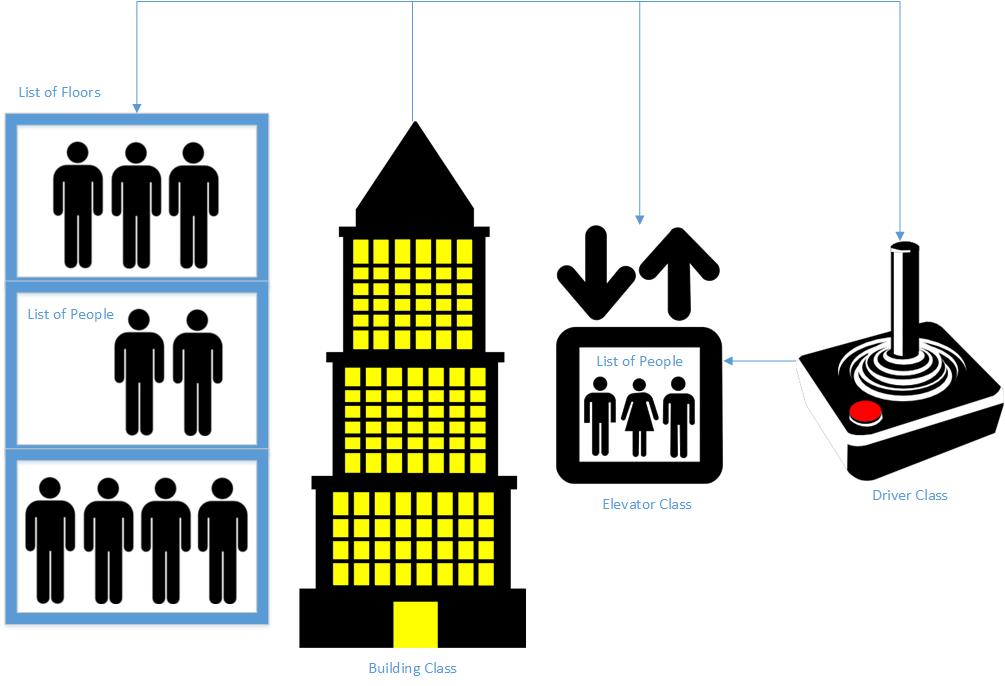 List of Floors
List of People
List of People
Elevator Class
Driver Class
Building Class